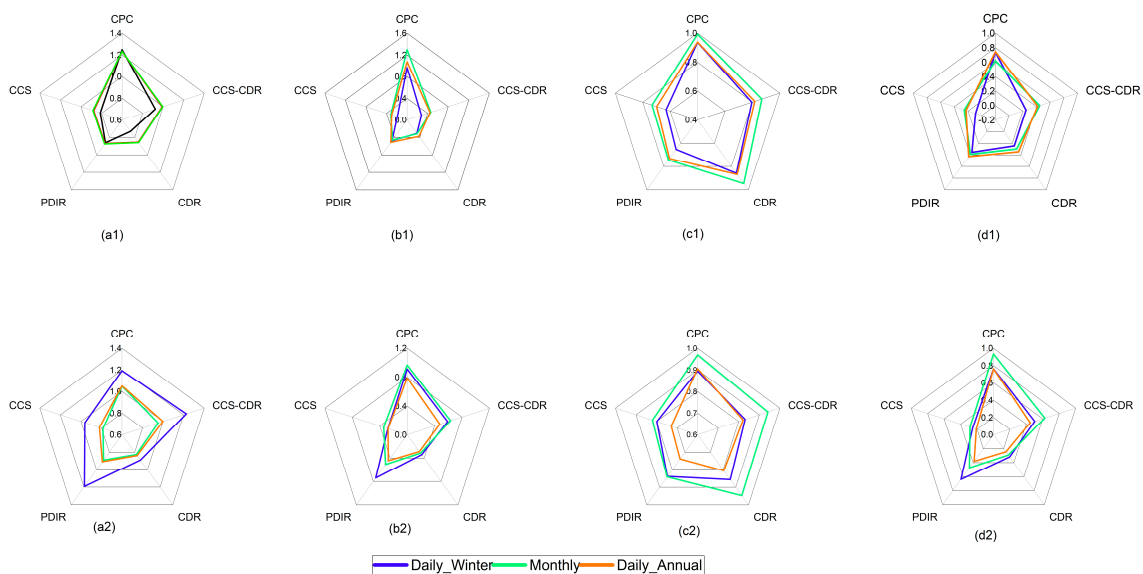 CPC
1.4
1.2
1.0
0.8
0.6
CCS
CCS-CDR
PDIR
CDR
(a1)
CPC
1.6
1.2
0.8
0.4
CCS
CCS-CDR
PDIR
CDR
(b1)
CPC
1.0
0.8
0.6
0.4
CCS
CCS-CDR
PDIR
CDR
(c1)
CPC
1.0
0.8
0.6
0.4
0.2
0.0
-0.2
CCS
CCS-CDR
PDIR
CDR
(d1)
CPC
1.4
1.2
1.0
0.8
0.6
CCS
CCS-CDR
PDIR
CDR
(a2)
CPC
1.2
0.8
0.4
0.0
CCS
CCS-CDR
PDIR
CDR
(b2)
CPC
1.0
0.9
0.8
0.7
0.6
CCS
CCS-CDR
PDIR
CDR
(c2)
CPC
1.0
0.8
0.6
0.4
0.2
0.0
CCS
CCS-CDR
PDIR
CDR
(d2)
Daily_Winter Monthly Daily_Annual